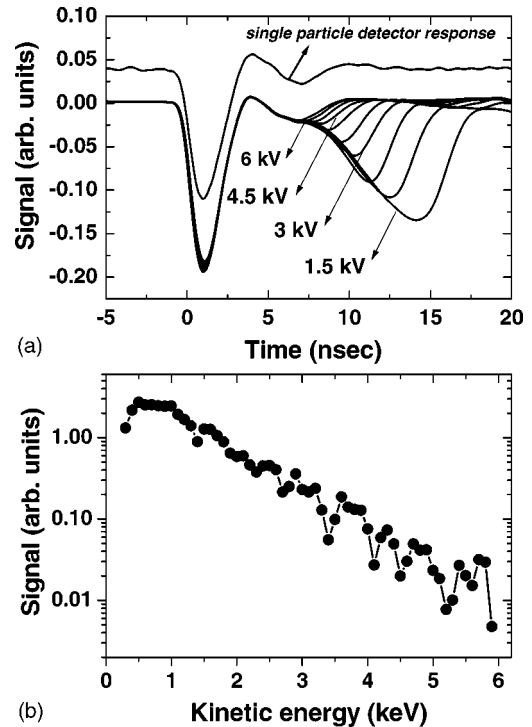 single particle detector response
0.10
0.05
0.00
-0.05
-0.10
-0.15
-0.20
Signal (arb. units)
6 kV
4.5 kV
3 kV
1.5 kV
-5 0 5 10 15 20
(a) Time (nsec)
1.00
0.10
0.01
Signal (arb. units)
0 1 2 3 4 5 6
(b) Kinetic energy (keV)